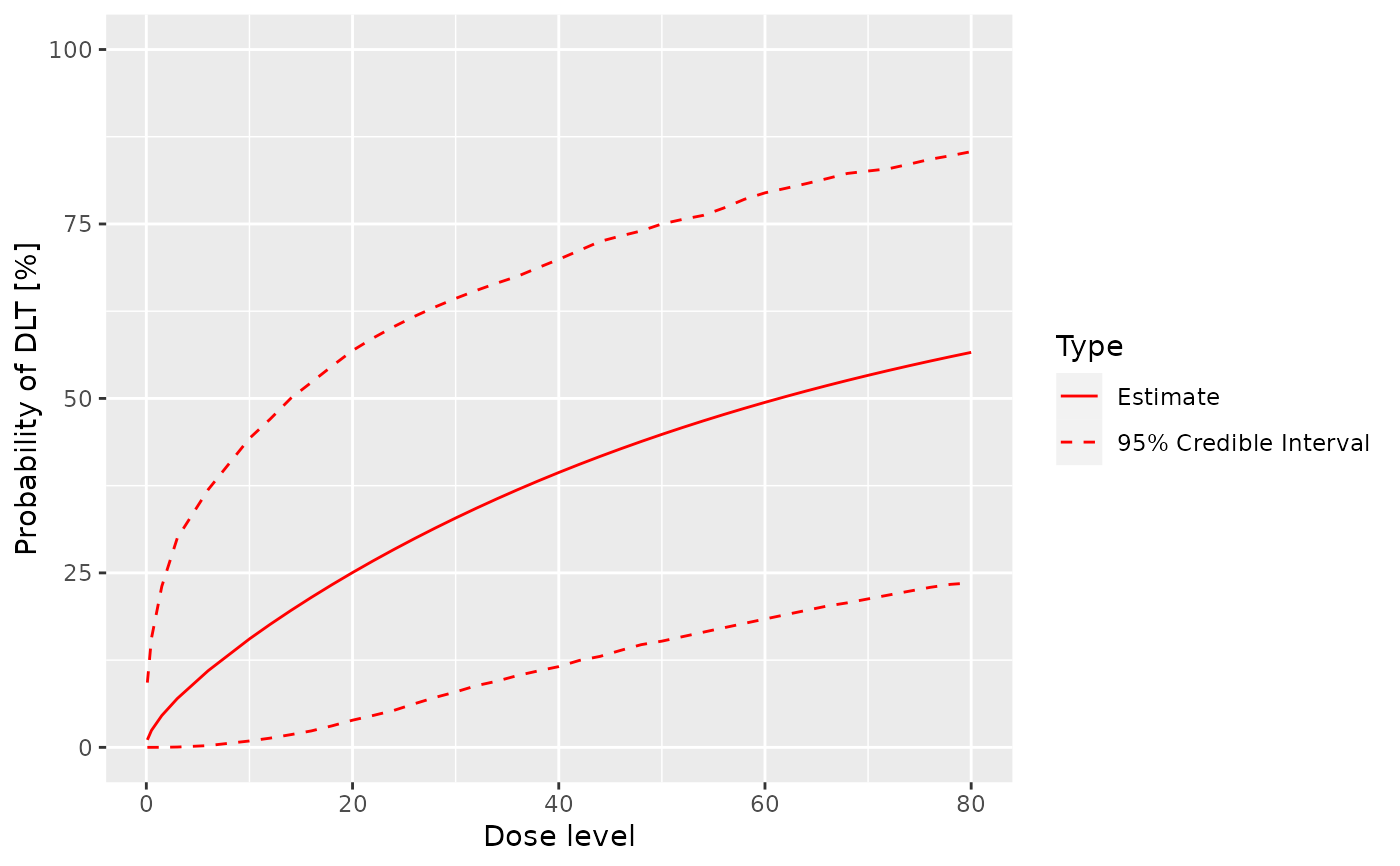 Probability of DLT [%]
100
75
50
25
0
0 20 40 60 80
Dose level
Type
Estimate
95% Credible Interval